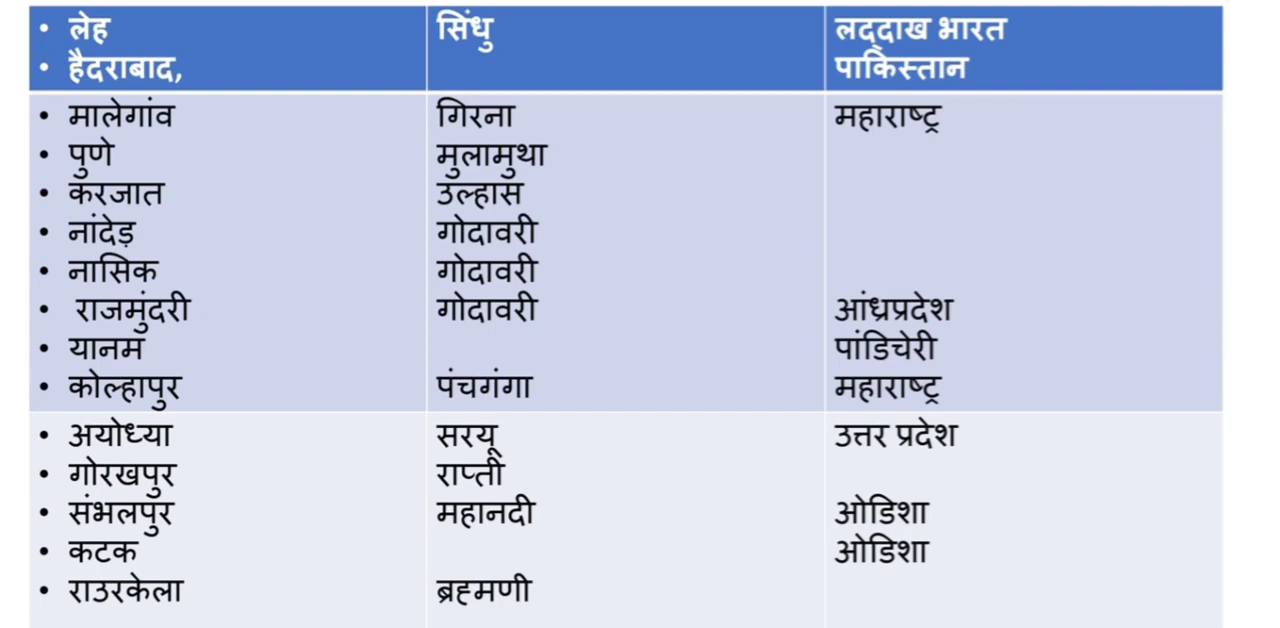 • लेह सिंधु लद्दाख भारत
• हैदराबाद, पाकिस्तान
• मालेगांव गिरना महाराष्ट्र
• पुणे मुलामुथा
• करजात उल्हास
• नांदेड़ गोदावरी
• नासिक गोदावरी
• राजमुंदरी गोदावरी आंध्रप्रदेश
• यानम पांडिचेरी
• कोल्हापुर पंचगंगा महाराष्ट्र
• अयोध्या सरयू उत्तर प्रदेश
• गोरखपुर राप्ती
• संभलपुर महानदी ओडिशा
• कटक ओडिशा
• राउरकेला ब्रह्मणी